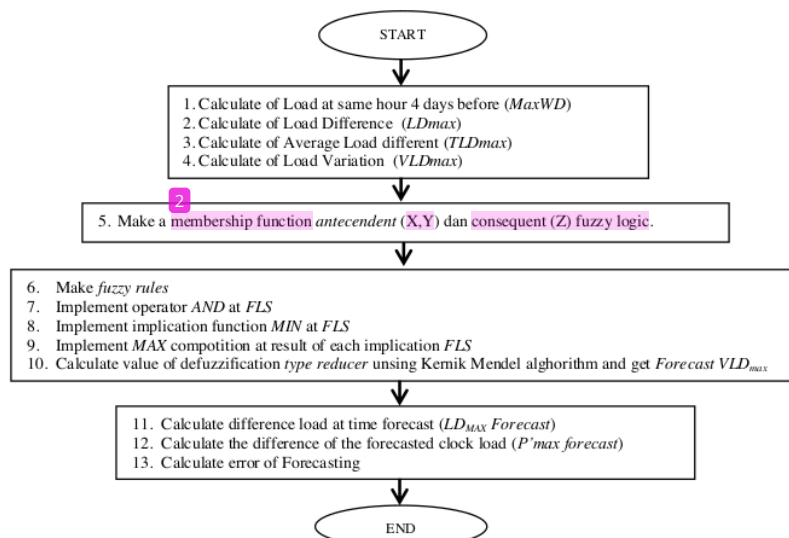 START
1. Calculate of Load at same hour 4 days before (MaxWD)
2. Calculate of Load Difference (LDmax)
3. Calculate of Average Load different (TLDmax)
4. Calculate of Load Variation (VLDmax)
2
5. Make a membership function antecendent (X,Y) dan consequent (Z) fuzzy logic.
6. Make fuzzy rules
7. Implement operator AND at FLS
8. Implement implication function MIN at FLS
9. Implement MAX compotition at result of each implication FLS
10. Calculate value of defuzzification type reducer unsing Kernik Mendel alghorithm and get Forecast VLDmax
11. Calculate difference load at time forecast (LDMAX Forecast)
12. Calculate the difference of the forecasted clock load (P'max forecast)
13. Calculate error of Forecasting
END